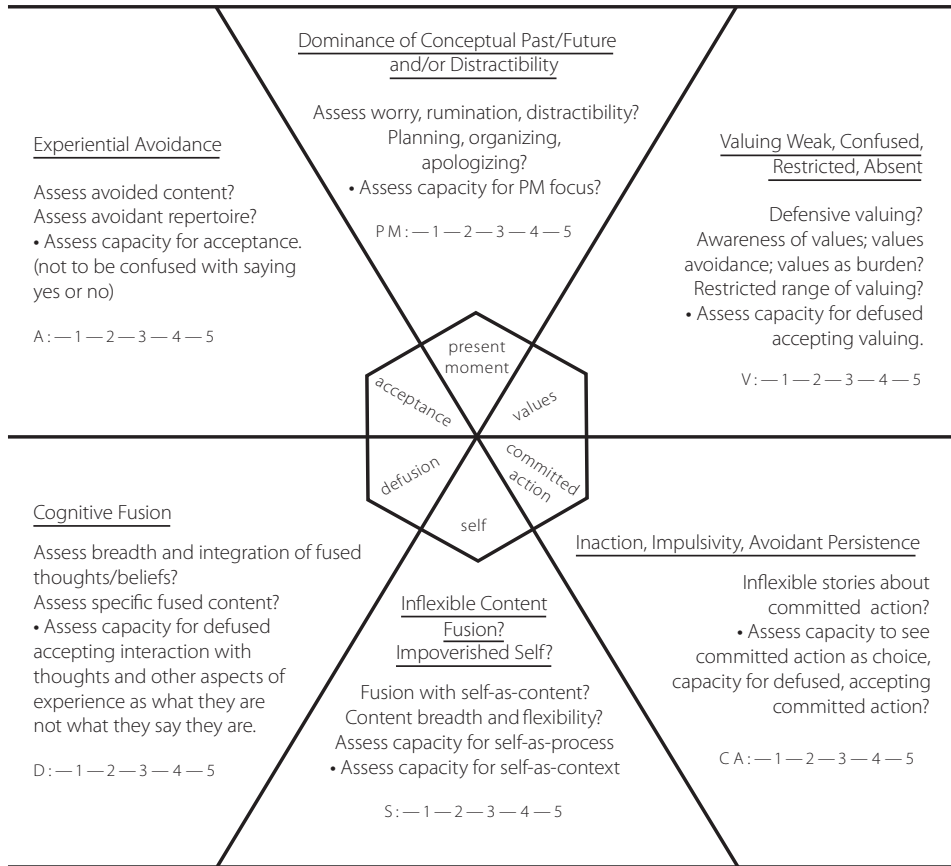 Dominance of Conceptual Past/Future
and/or Distractibility
Assess worry, rumination, distractibility?
Planning, organizing,
apologizing?
• Assess capacity for PM focus?
PM: — 1 — 2 — 3 — 4 — 5
Experiential Avoidance
Assess avoided content?
Assess avoidant repertoire?
• Assess capacity for acceptance.
(not to be confused with saying
yes or no)
A: — 1 — 2 — 3 — 4 — 5
Valuing Weak, Confused,
Restricted, Absent
Defensive valuing?
Awareness of values; values
avoidance; values as burden?
Restricted range of valuing?
• Assess capacity for defused
accepting valuing.
V: — 1 — 2 — 3 — 4 — 5
present
moment
acceptance
values
defusion
committed
action
self
Cognitive Fusion
Assess breadth and integration of fused
thoughts/beliefs?
Assess specific fused content?
• Assess capacity for defused
accepting interaction with
thoughts and other aspects of
experience as what they are
not what they say they are.
D: — 1 — 2 — 3 — 4 — 5
Inflexible Content
Fusion?
Impoverished Self?
Fusion with self-as-content?
Content breadth and flexibility?
Assess capacity for self-as-process
• Assess capacity for self-as-context
S: — 1 — 2 — 3 — 4 — 5
Inaction, Impulsivity, Avoidant Persistence
Inflexible stories about
committed action?
• Assess capacity to see
committed action as choice,
capacity for defused, accepting
committed action?
CA: — 1 — 2 — 3 — 4 — 5